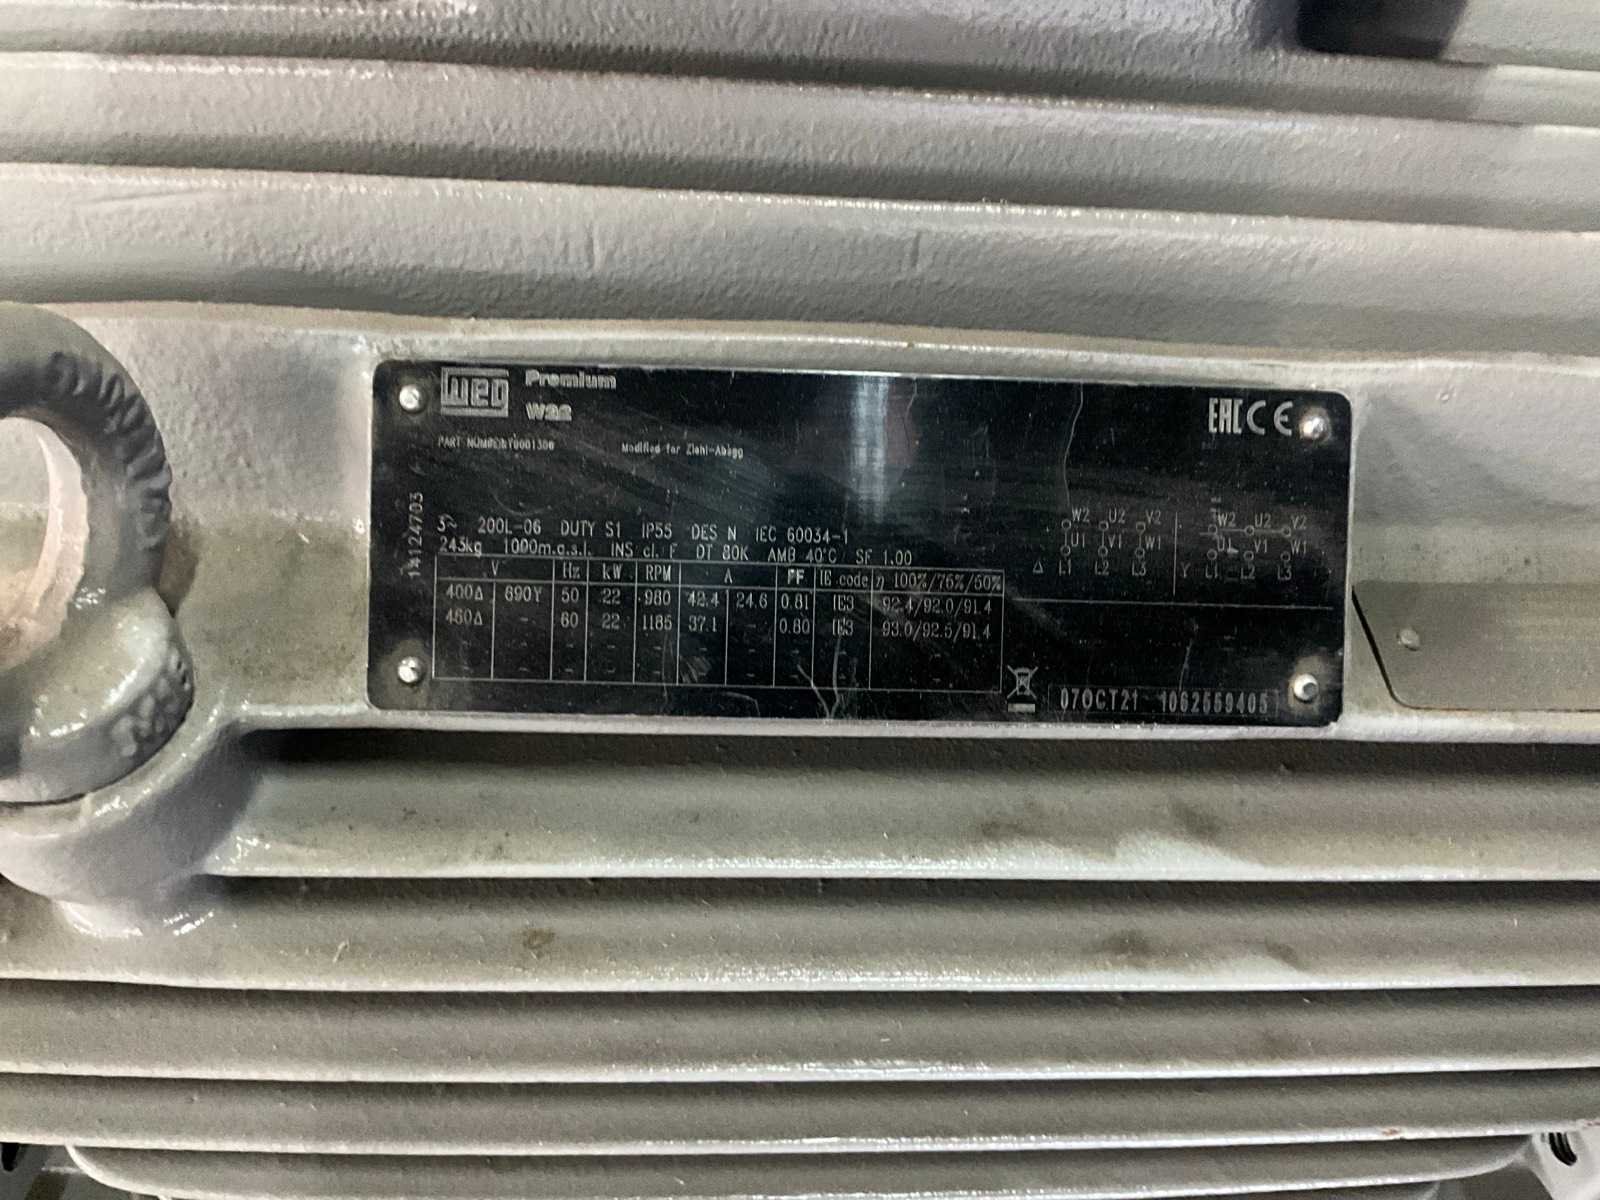 WEG Premium
W22
EAC CE
PART NUMBER:
Modified for Ziehl-Abegg
14124703
3~ 200L-06 DUTY S1 IP55 DES N IEC 60034-1
243kg 1000m.a.s.l. INS cl. F DT 80K AMB 40°C SF 1.00
V Hz kW RPM A PF IE code η 100%/75%/50%
400Δ 690Y 50 22 980 42.4 24.6 0.81 IE3 92.4/92.0/91.4
460Δ - 60 22 1185 37.1 - 0.80 IE3 93.0/92.5/91.4
- - - - - - - - - -
- - - - - - - - - -
W2 U2 V2
U1 V1 W1
Δ L1 L2 L3
W2 U2 V2
U1 V1 W1
Y L1 L2 L3
07OCT21 1062559405